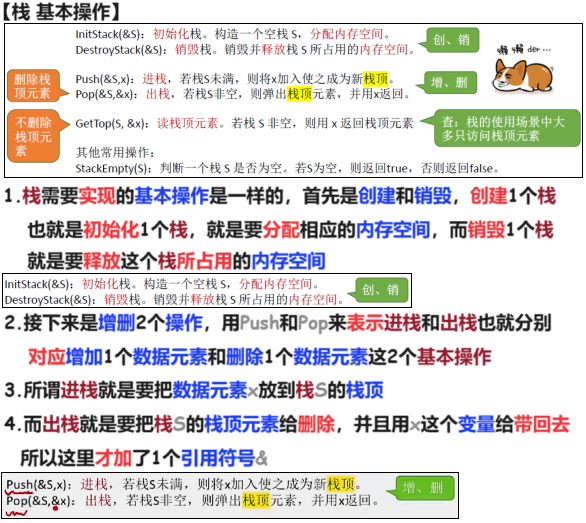 【栈 基本操作】
InitStack(&S)：初始化栈。构造一个空栈 S，分配内存空间。
DestroyStack(&S)：销毁栈。销毁并释放栈 S 所占用的内存空间。
创、销
懒 懒 der...
删除栈顶元素
Push(&S,x)：进栈，若栈S未满，则将x加入使之成为新栈顶。
Pop(&S,&x)：出栈，若栈S非空，则弹出栈顶元素，并用x返回。
增、删
不删除栈顶元素
GetTop(S, &x)：读栈顶元素。若栈 S 非空，则用 x 返回栈顶元素
查：栈的使用场景中大多只访问栈顶元素
其他常用操作：
StackEmpty(S)：判断一个栈 S 是否为空。若S为空，则返回true，否则返回false。
1.栈需要实现的基本操作是一样的，首先是创建和销毁，创建1个栈
也就是初始化1个栈，就是要分配相应的内存空间，而销毁1个栈
就是要释放这个栈所占用的内存空间
InitStack(&S)：初始化栈。构造一个空栈 S，分配内存空间。
DestroyStack(&S)：销毁栈。销毁并释放栈 S 所占用的内存空间。
创、销
2.接下来是增删2个操作，用Push和Pop来表示进栈和出栈也就分别
对应增加1个数据元素和删除1个数据元素这2个基本操作
3.所谓进栈就是要把数据元素x放到栈S的栈顶
4.而出栈就是要把栈S的栈顶元素给删除，并且用x这个变量给带回去
所以这里才加了1个引用符号&
Push(&S,x)：进栈，若栈S未满，则将x加入使之成为新栈顶。
Pop(&S,&x)：出栈，若栈S非空，则弹出栈顶元素，并用x返回。
增、删